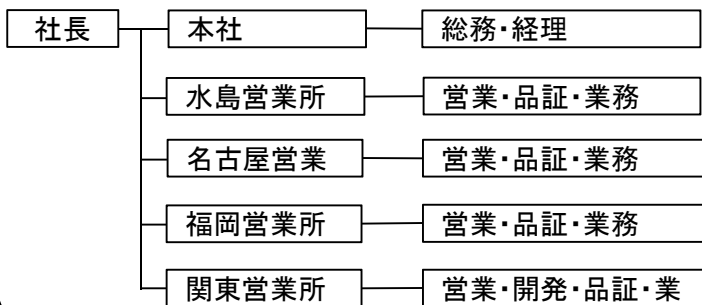 社長 本社 総務・経理
水島営業所 営業・品証・業務
名古屋営業 営業・品証・業務
福岡営業所 営業・品証・業務
関東営業所 営業・開発・品証・業